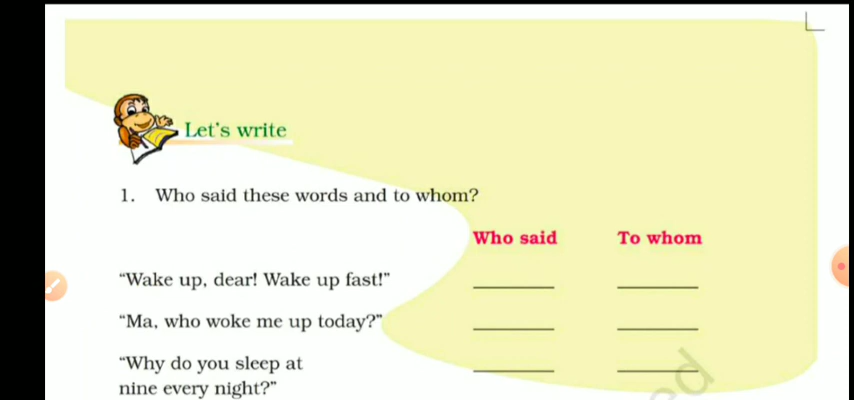 Let's write
1. Who said these words and to whom?
Who said To whom
“Wake up, dear! Wake up fast!”
“Ma, who woke me up today?”
“Why do you sleep at
nine every night?”